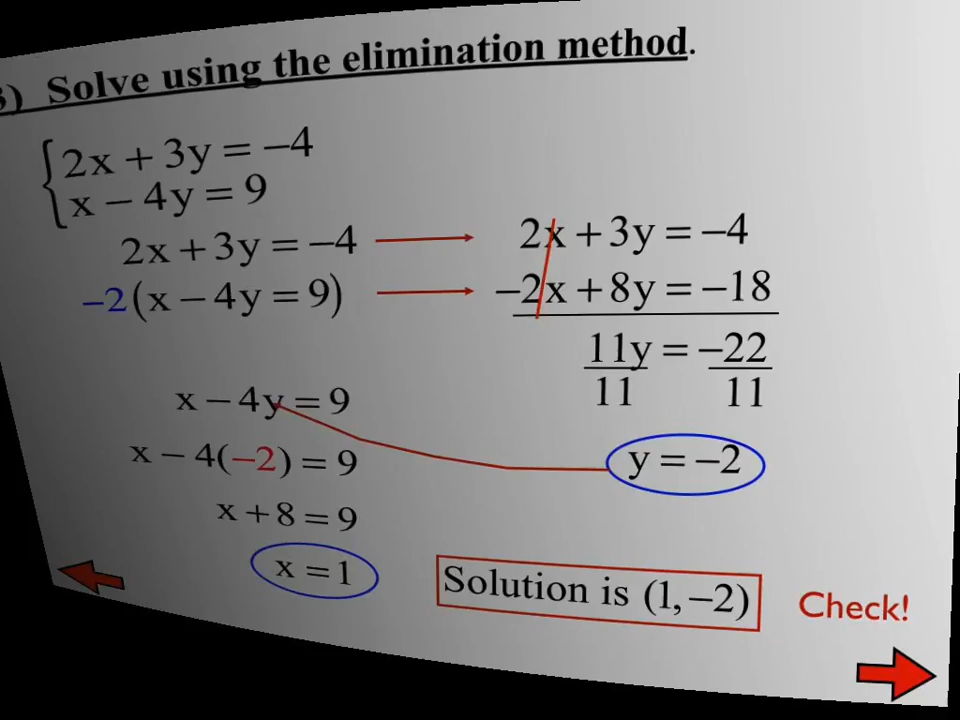 3) Solve using the elimination method.
2x + 3y = −4
x − 4y = 9
2x + 3y = −4
2x + 3y = −4
−2(x − 4y = 9)
−2x + 8y = −18
11y = −22
11 11
x − 4y = 9
x − 4(−2) = 9
y = −2
x + 8 = 9
x = 1
Solution is (1, −2)
Check!